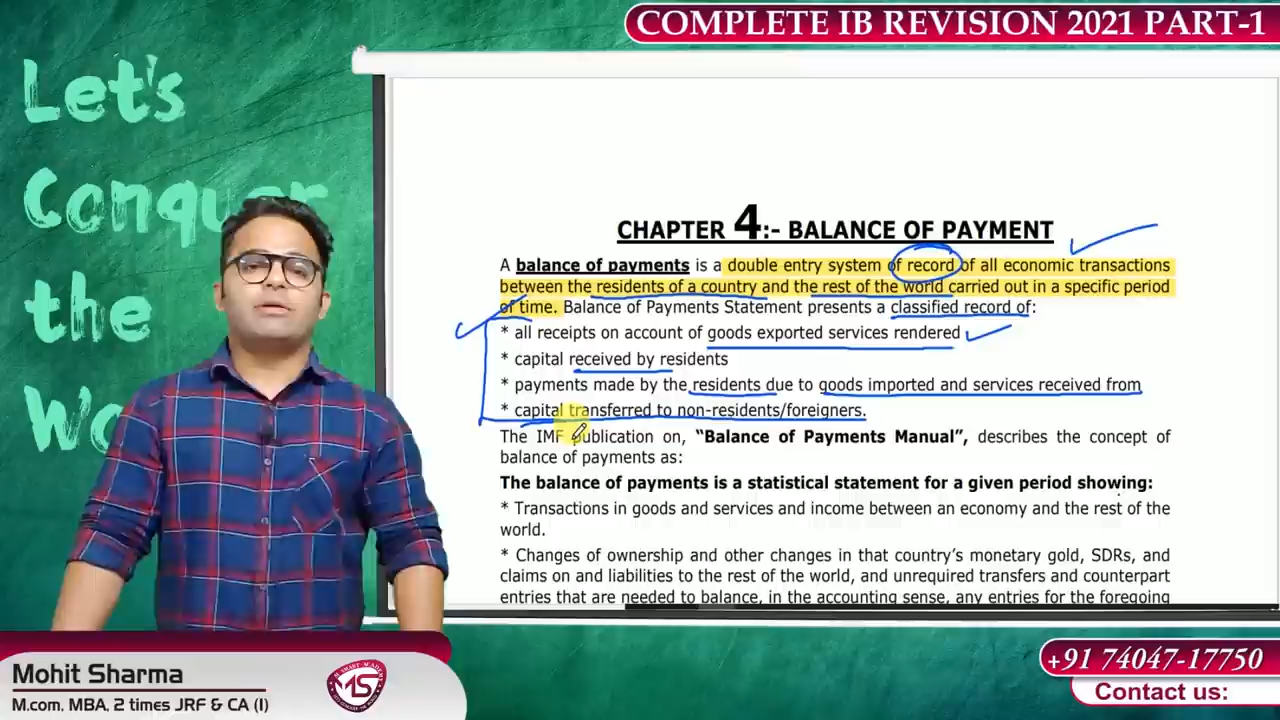 COMPLETE IB REVISION 2021 PART-1
Let's
Conquer
the
Wo
CHAPTER 4:- BALANCE OF PAYMENT
A balance of payments is a double entry system of record of all economic transactions
between the residents of a country and the rest of the world carried out in a specific period
of time. Balance of Payments Statement presents a classified record of:
* all receipts on account of goods exported services rendered
* capital received by residents
* payments made by the residents due to goods imported and services received from
* capital transferred to non-residents/foreigners.
The IMF publication on, “Balance of Payments Manual”, describes the concept of
balance of payments as:
The balance of payments is a statistical statement for a given period showing:
* Transactions in goods and services and income between an economy and the rest of the
world.
* Changes of ownership and other changes in that country’s monetary gold, SDRs, and
claims on and liabilities to the rest of the world, and unrequired transfers and counterpart
entries that are needed to balance, in the accounting sense, any entries for the foregoing
Mohit Sharma
M.com, MBA, 2 times JRF & CA (I)
MS
+91 74047-17750
Contact us: